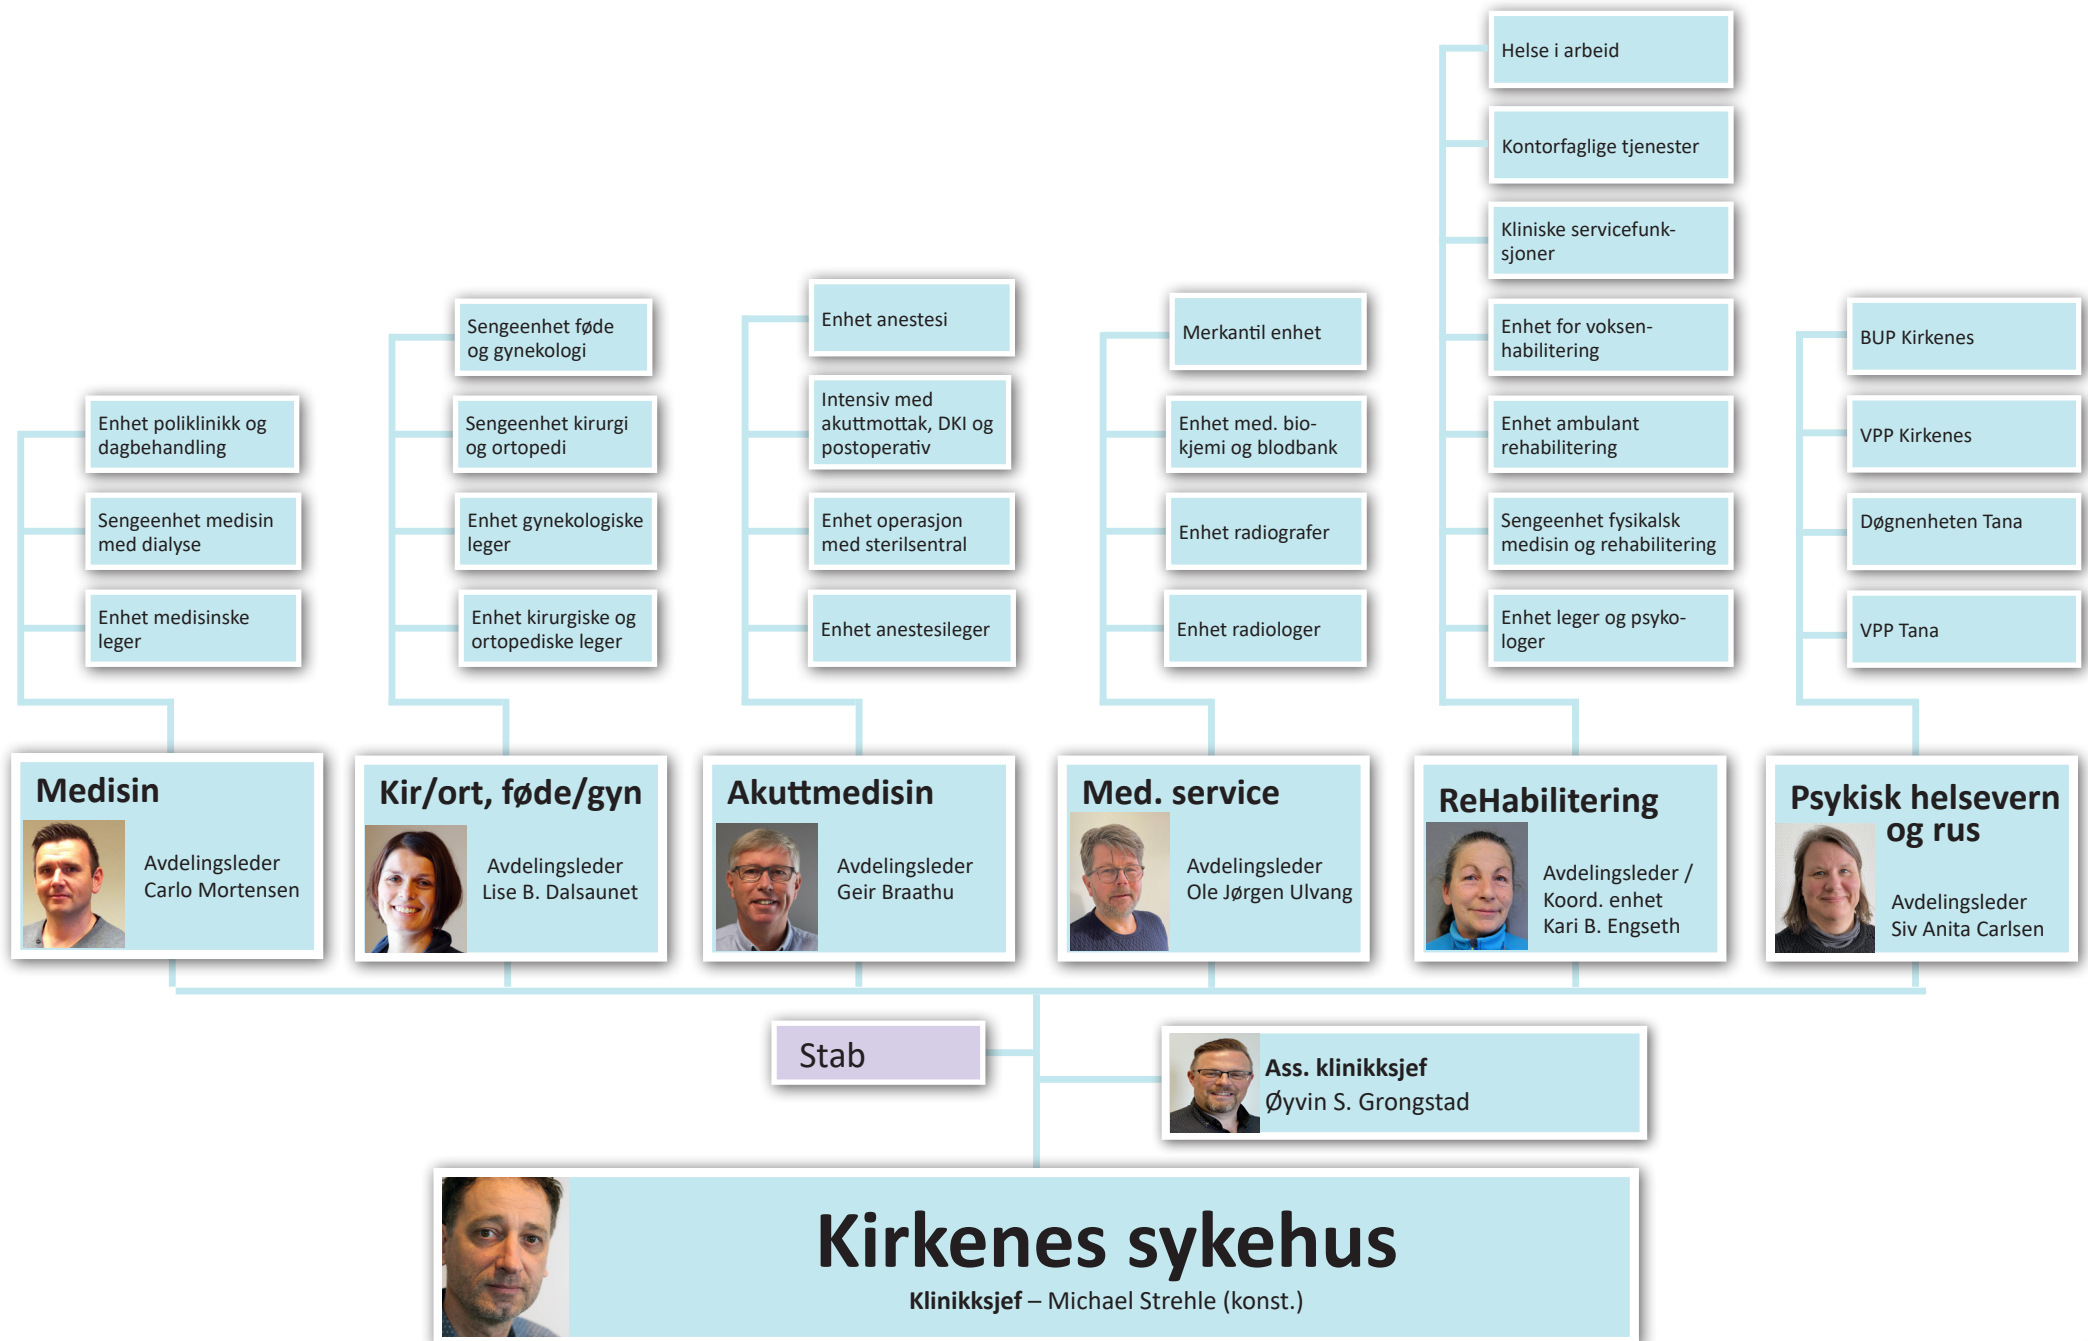 Helse i arbeid
Kontorfaglige tjenester
Kliniske servicefunk-
sjoner
Enhet for voksen-
habilitering
Enhet ambulant
rehabilitering
Sengeenhet fysikalsk
medisin og rehabilitering
Enhet leger og psyko-
loger
Enhet poliklinikk og
dagbehandling
Sengeenhet medisin
med dialyse
Enhet medisinske
leger
Sengeenhet føde
og gynekologi
Sengeenhet kirurgi
og ortopedi
Enhet gynekologiske
leger
Enhet kirurgiske og
ortopediske leger
Enhet anestesi
Intensiv med
akuttmottak, DKI og
postoperativ
Enhet operasjon
med sterilsentral
Enhet anestesileger
Merkantil enhet
Enhet med. bio-
kjemi og blodbank
Enhet radiografer
Enhet radiologer
BUP Kirkenes
VPP Kirkenes
Døgnenheten Tana
VPP Tana
Medisin
Avdelingsleder
Carlo Mortensen
Kir/ort, føde/gyn
Avdelingsleder
Lise B. Dalsaunet
Akuttmedisin
Avdelingsleder
Geir Braathu
Med. service
Avdelingsleder
Ole Jørgen Ulvang
ReHabilitering
Avdelingsleder /
Koord. enhet
Kari B. Engseth
Psykisk helsevern
og rus
Avdelingsleder
Siv Anita Carlsen
Stab
Ass. klinikksjef
Øyvin S. Grongstad
Kirkenes sykehus
Klinikksjef – Michael Strehle (konst.)